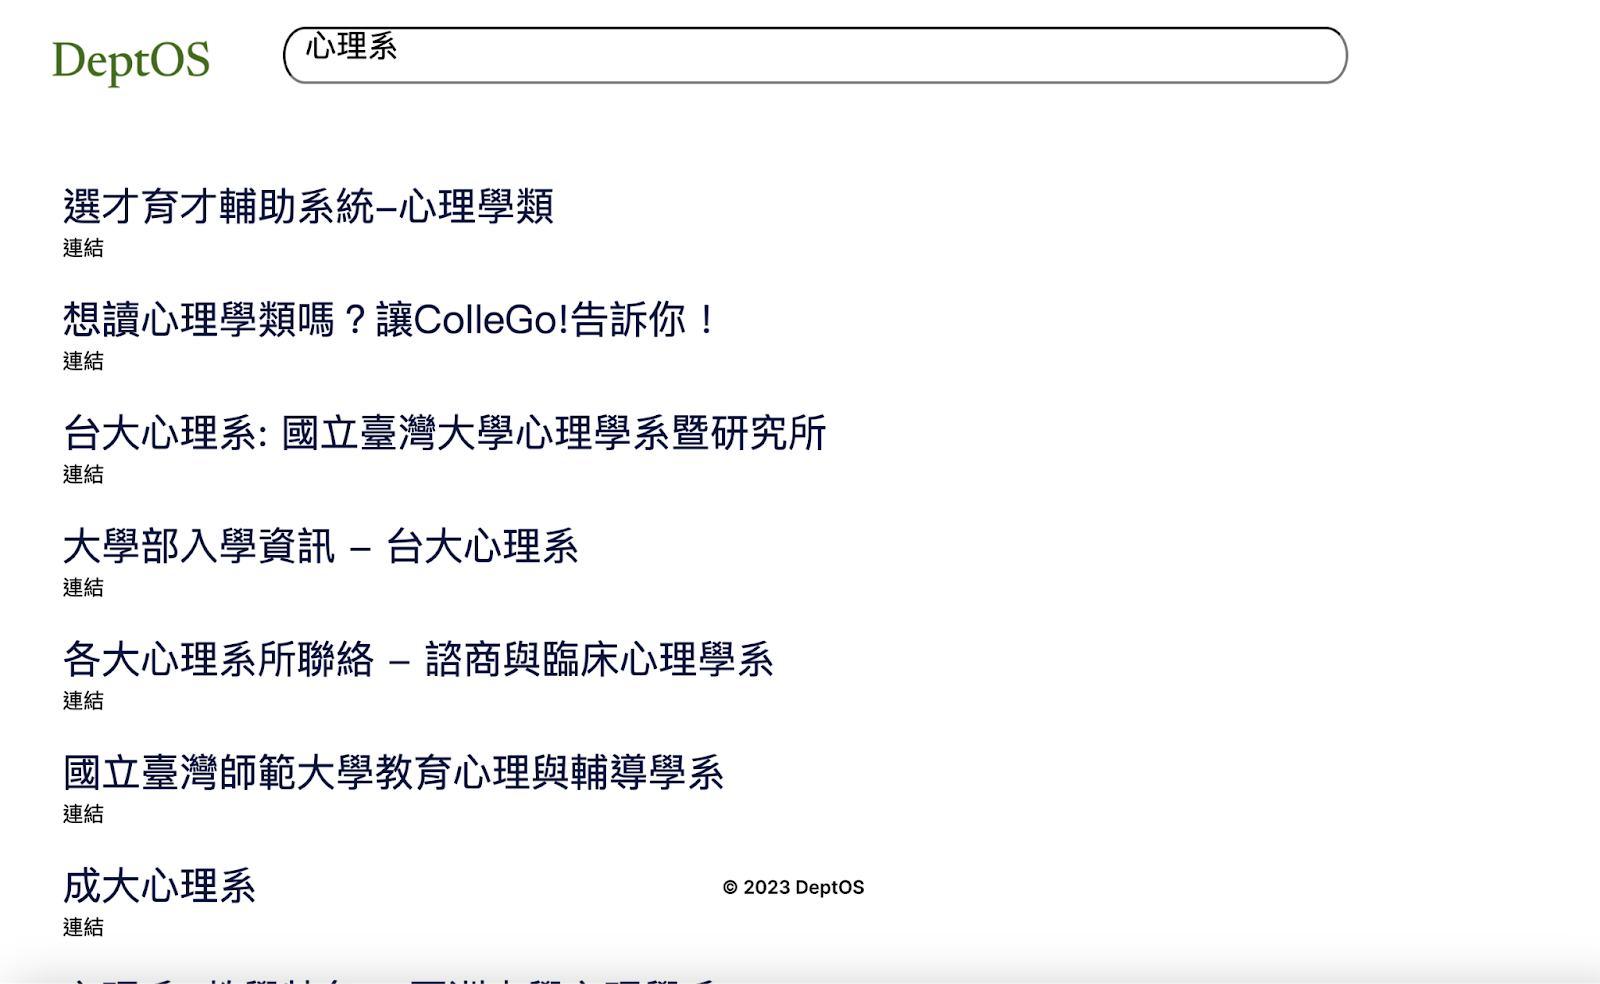 DeptOS
心理系
選才育才輔助系統–心理學類
連結
想讀心理學類嗎？讓ColleGo!告訴你！
連結
台大心理系: 國立臺灣大學心理學系暨研究所
連結
大學部入學資訊 – 台大心理系
連結
各大心理系所聯絡 – 諮商與臨床心理學系
連結
國立臺灣師範大學教育心理與輔導學系
連結
成大心理系
連結
© 2023 DeptOS